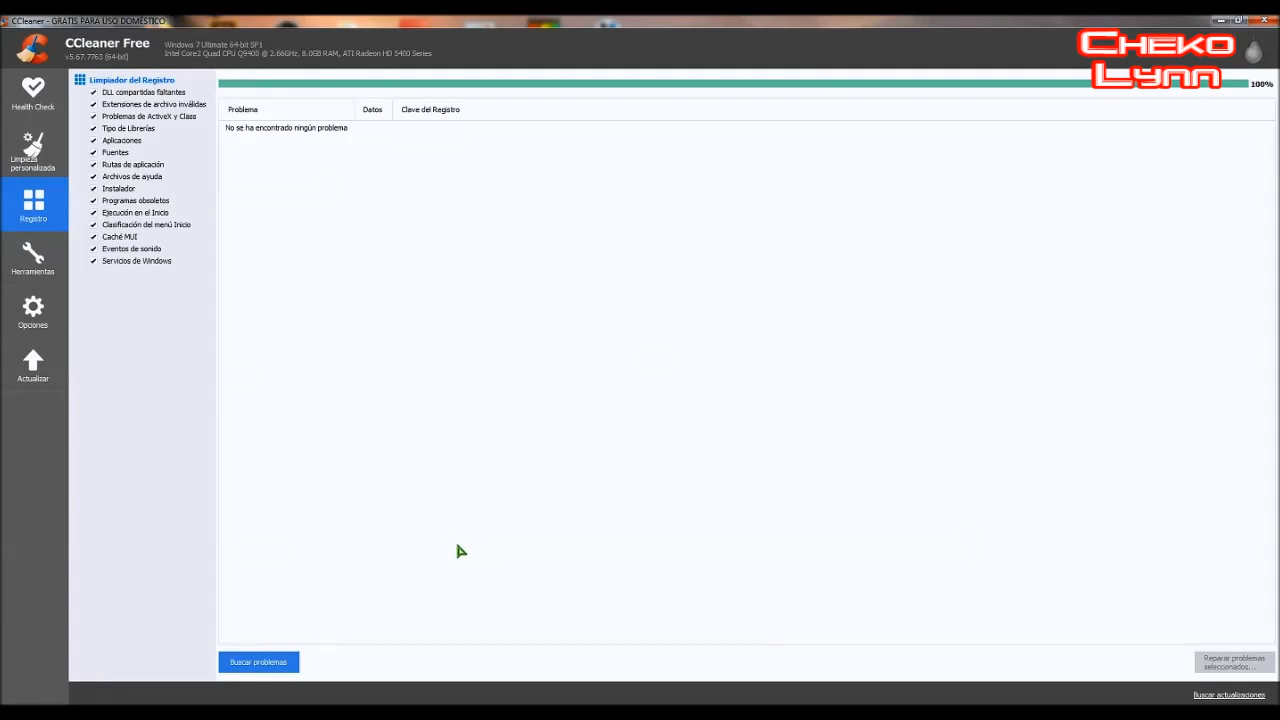 CCleaner - GRATIS PARA USO DOMÉSTICO
CCleaner Free
v5.67.7763 (64-bit)
Windows 7 Ultimate 64-bit SP1
Intel Core2 Quad CPU Q9400 @ 2.66GHz, 8.0GB RAM, ATI Radeon HD 5400 Series
Cheko
Lynn
Health Check
Limpieza
personalizada
Registro
Herramientas
Opciones
Actualizar
Limpiador del Registro
DLL compartidas faltantes
Extensiones de archivo inválidas
Problemas de ActiveX y Class
Tipo de Librerías
Aplicaciones
Fuentes
Rutas de aplicación
Archivos de ayuda
Instalador
Programas obsoletos
Ejecución en el Inicio
Clasificación del menú Inicio
Caché MUI
Eventos de sonido
Servicios de Windows
100%
Problema Datos Clave del Registro
No se ha encontrado ningún problema
Buscar problemas
Reparar problemas
seleccionados...
Buscar actualizaciones